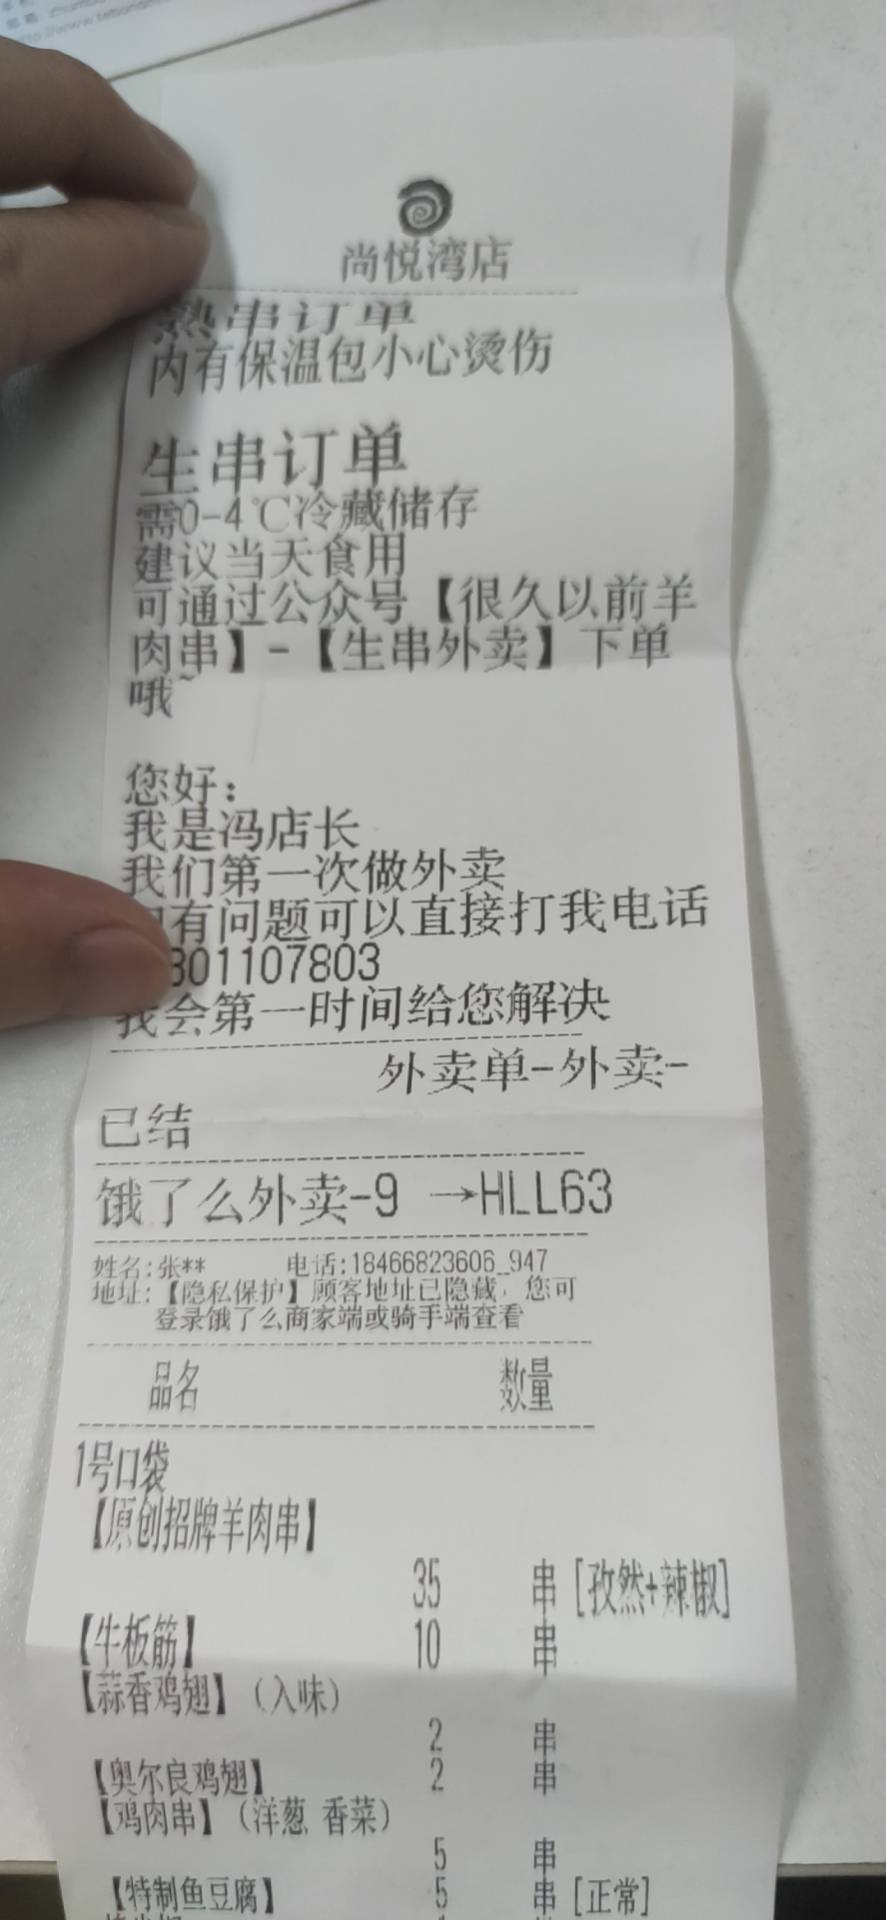 尚悦湾店
熟串订单
内有保温包小心烫伤
生串订单
需0-4℃冷藏储存
建议当天食用
可通过公众号【很久以前羊
肉串】-【生串外卖】下单
哦~
您好：
我是冯店长
我们第一次做外卖
有问题可以直接打我电话
801107803
我会第一时间给您解决
外卖单-外卖-
已结
饿了么外卖-9 →HLL63
姓名:张** 电话:18466823606_947
地址:【隐私保护】顾客地址已隐藏，您可
登录饿了么商家端或骑手端查看
品名 数量
1号口袋
【原创招牌羊肉串】
35 串 [孜然+辣椒]
【牛板筋】 10 串
【蒜香鸡翅】（入味）
2 串
【奥尔良鸡翅】 2 串
【鸡肉串】（洋葱 香菜）
5 串
【特制鱼豆腐】 5 串 [正常]